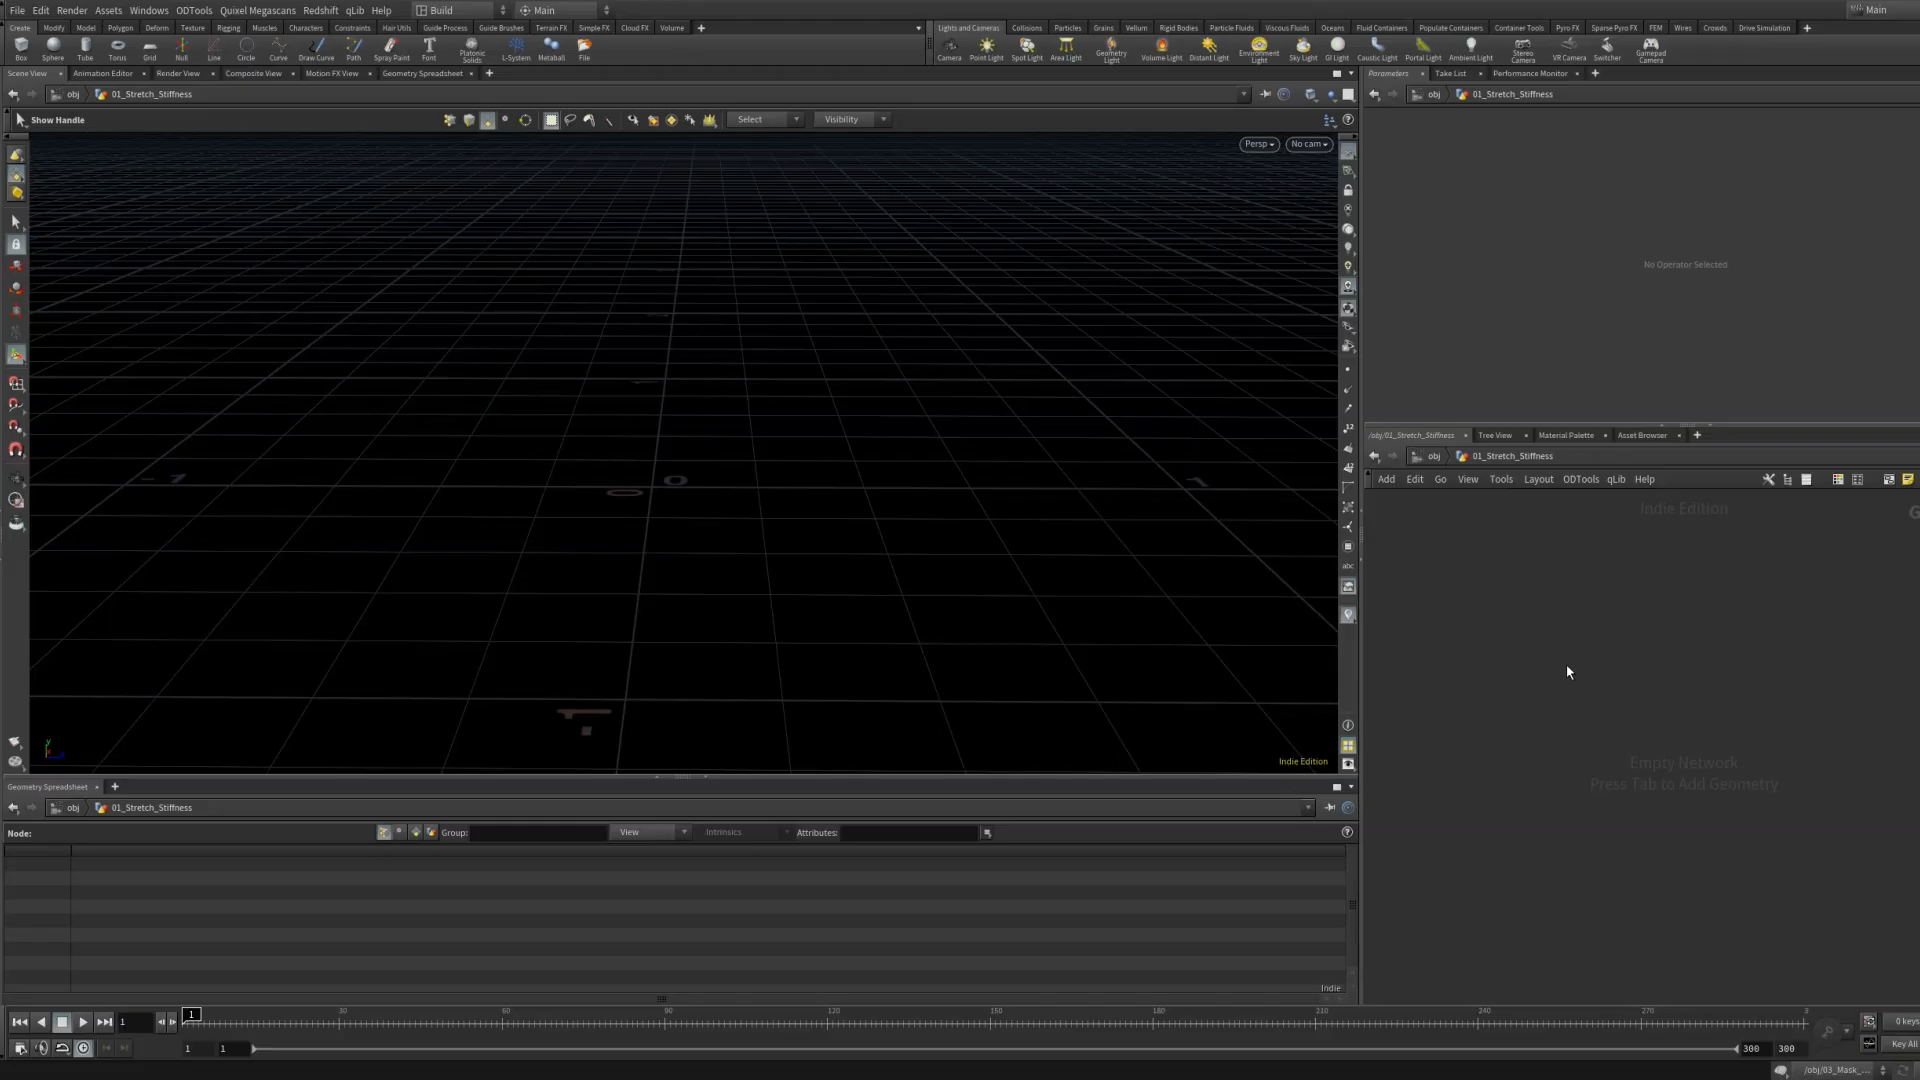 File Edit Render Assets Windows ODTools Quixel Megascans Redshift qLib Help Build Main Main
Create Modify Model Polygon Deform Texture Rigging Muscles Characters Constraints Hair Utils Guide Process Guide Brushes Terrain FX Simple FX Cloud FX Volume
Lights and Cameras Collisions Particles Grains Vellum Rigid Bodies Particle Fluids Viscous Fluids Oceans Fluid Containers Populate Containers Container Tools Pyro FX Sparse Pyro FX FEM Wires Crowds Drive Simulation
Box Sphere Tube Torus Grid Null Line Circle Curve Draw Curve Path Spray Paint Font Platonic Solids L-System Metaball File
Camera Point Light Spot Light Area Light Geometry Light Volume Light Distant Light Environment Light Sky Light GI Light Caustic Light Portal Light Ambient Light Stereo Camera VR Camera Switcher Gamepad Camera
Scene View Animation Editor Render View Composite View Motion FX View Geometry Spreadsheet
Parameters Take List Performance Monitor
obj 01_Stretch_Stiffness
obj 01_Stretch_Stiffness
Show Handle Select Visibility
Persp No cam
No Operator Selected
/obj/01_Stretch_Stiffness Tree View Material Palette Asset Browser
obj 01_Stretch_Stiffness
Add Edit Go View Tools Layout ODTools qLib Help
Indie Edition
G
-1 0 0 1
-1
12
abc
y
Indie Edition
Empty Network
Press Tab to Add Geometry
Geometry Spreadsheet
obj 01_Stretch_Stiffness
Node: Group: View Intrinsics Attributes:
Indie
1 1 30 60 90 120 150 180 210 240 270 3
0 keys
1 1 300 300
Key All
/obj/03_Mask_...